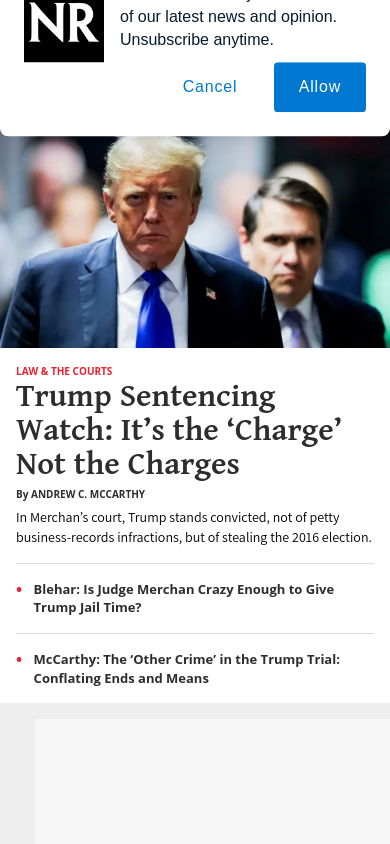 NR
of our latest news and opinion.
Unsubscribe anytime.
Cancel
Allow
LAW & THE COURTS
Trump Sentencing
Watch: It’s the ‘Charge’
Not the Charges
By ANDREW C. MCCARTHY
In Merchan’s court, Trump stands convicted, not of petty
business-records infractions, but of stealing the 2016 election.
• Blehar: Is Judge Merchan Crazy Enough to Give
Trump Jail Time?
• McCarthy: The ‘Other Crime’ in the Trump Trial:
Conflating Ends and Means